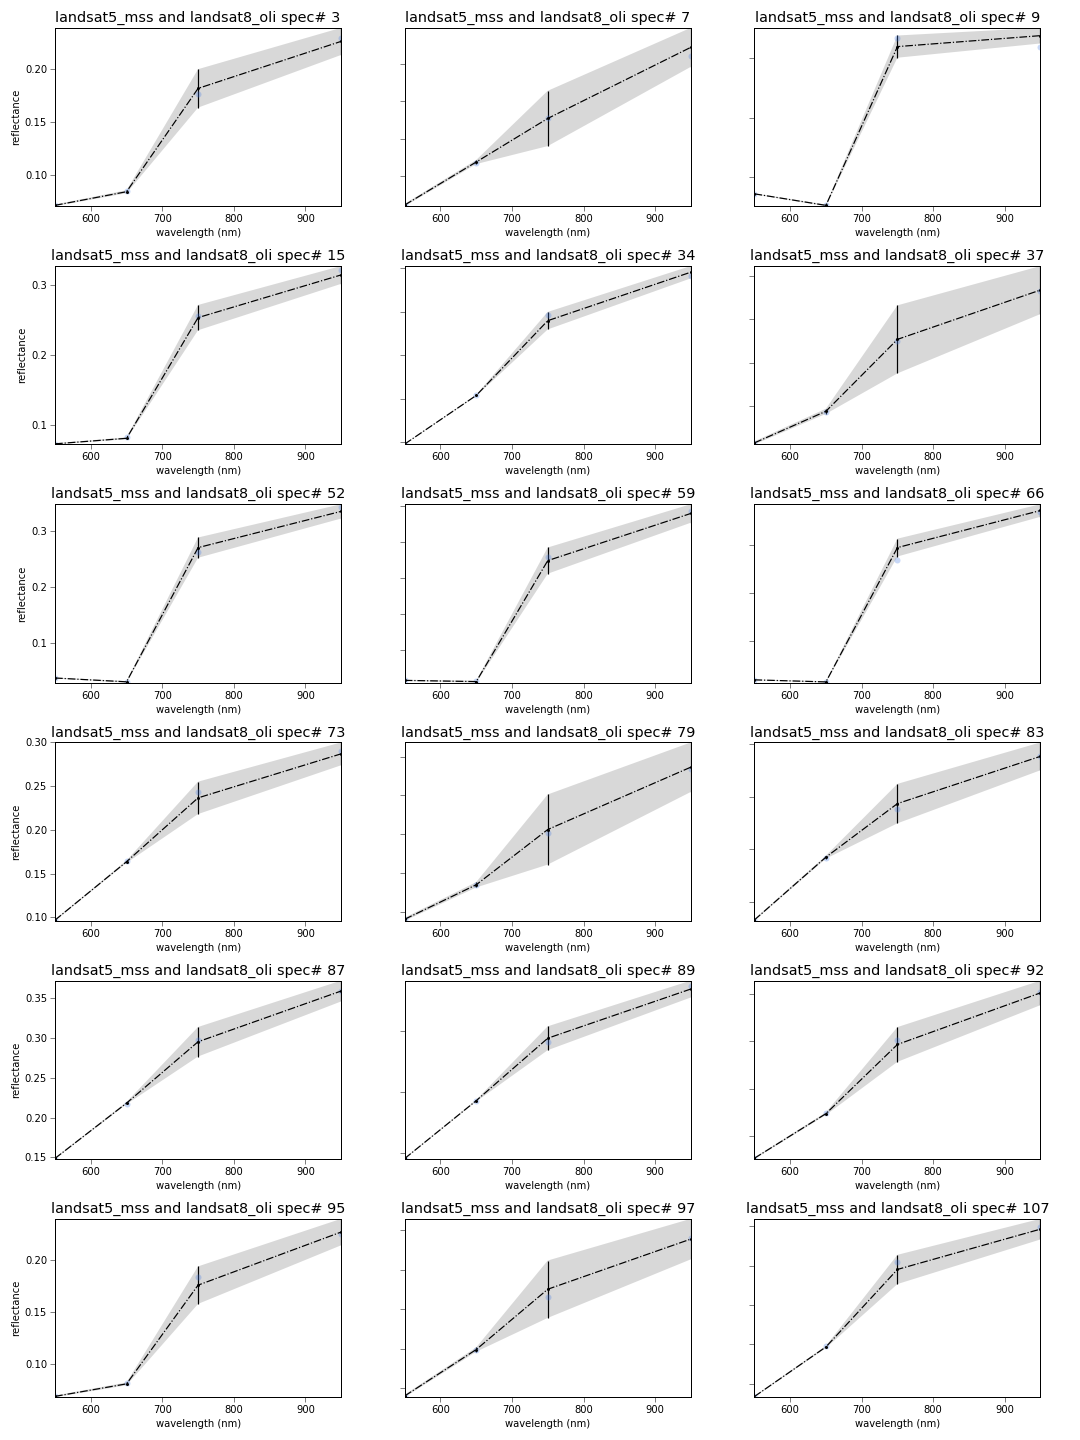 landsat5_mss and landsat8_oli spec# 3
landsat5_mss and landsat8_oli spec# 7
landsat5_mss and landsat8_oli spec# 9
0.20
0.15
0.10
reflectance
600 700 800 900
600 700 800 900
600 700 800 900
wavelength (nm)
wavelength (nm)
wavelength (nm)
landsat5_mss and landsat8_oli spec# 15
landsat5_mss and landsat8_oli spec# 34
landsat5_mss and landsat8_oli spec# 37
0.3
0.2
0.1
reflectance
600 700 800 900
600 700 800 900
600 700 800 900
wavelength (nm)
wavelength (nm)
wavelength (nm)
landsat5_mss and landsat8_oli spec# 52
landsat5_mss and landsat8_oli spec# 59
landsat5_mss and landsat8_oli spec# 66
0.3
0.2
0.1
reflectance
600 700 800 900
600 700 800 900
600 700 800 900
wavelength (nm)
wavelength (nm)
wavelength (nm)
landsat5_mss and landsat8_oli spec# 73
landsat5_mss and landsat8_oli spec# 79
landsat5_mss and landsat8_oli spec# 83
0.30
0.25
0.20
0.15
0.10
reflectance
600 700 800 900
600 700 800 900
600 700 800 900
wavelength (nm)
wavelength (nm)
wavelength (nm)
landsat5_mss and landsat8_oli spec# 87
landsat5_mss and landsat8_oli spec# 89
landsat5_mss and landsat8_oli spec# 92
0.35
0.30
0.25
0.20
0.15
reflectance
600 700 800 900
600 700 800 900
600 700 800 900
wavelength (nm)
wavelength (nm)
wavelength (nm)
landsat5_mss and landsat8_oli spec# 95
landsat5_mss and landsat8_oli spec# 97
landsat5_mss and landsat8_oli spec# 107
0.20
0.15
0.10
reflectance
600 700 800 900
600 700 800 900
600 700 800 900
wavelength (nm)
wavelength (nm)
wavelength (nm)